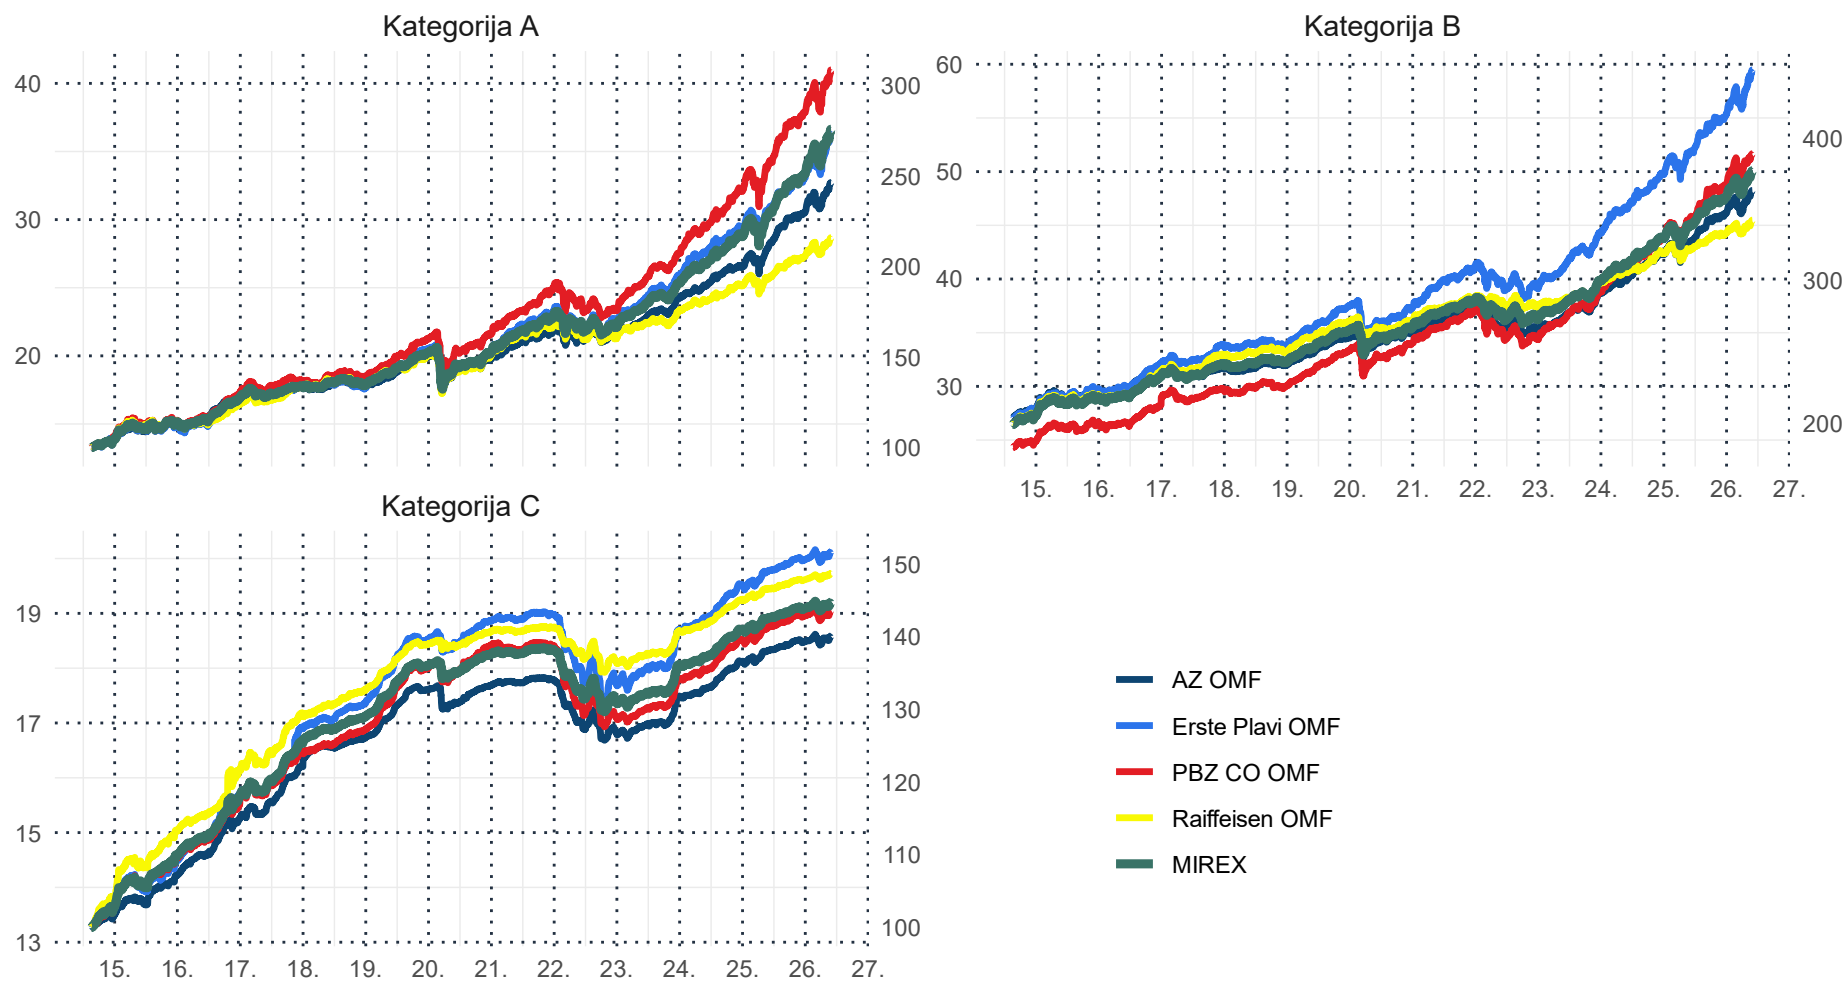 Kategorija A
40
30
20
300
250
200
150
100
Kategorija B
60
50
40
30
400
300
200
15. 16. 17. 18. 19. 20. 21. 22. 23. 24. 25. 26. 27.
Kategorija C
19
17
15
13
150
140
130
120
110
100
15. 16. 17. 18. 19. 20. 21. 22. 23. 24. 25. 26. 27.
AZ OMF
Erste Plavi OMF
PBZ CO OMF
Raiffeisen OMF
MIREX